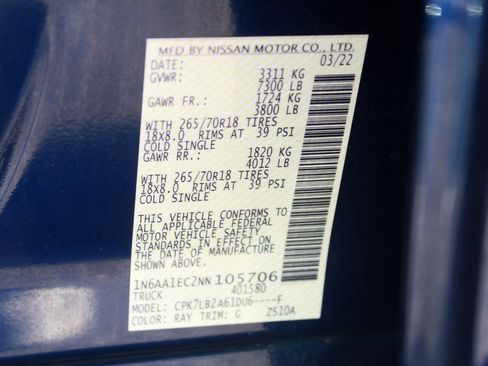 MFD BY NISSAN MOTOR CO., LTD.
DATE: 03/22
GVWR: 3311 KG
7300 LB
GAWR FR.: 1724 KG
3800 LB
WITH 265/70R18 TIRES
18X8.0 RIMS AT 39 PSI
COLD SINGLE
GAWR RR.: 1820 KG
4012 LB
WITH 265/70R18 TIRES
18X8.0 RIMS AT 39 PSI
COLD SINGLE
THIS VEHICLE CONFORMS TO
ALL APPLICABLE FEDERAL
MOTOR VEHICLE SAFETY
STANDARDS IN EFFECT ON
THE DATE OF MANUFACTURE
SHOWN ABOVE.
1N6AA1EC2NN105706
TRUCK 401580
MODEL: CPK7LB2A61DU6----F
COLOR: RAY TRIM: G ZS10A